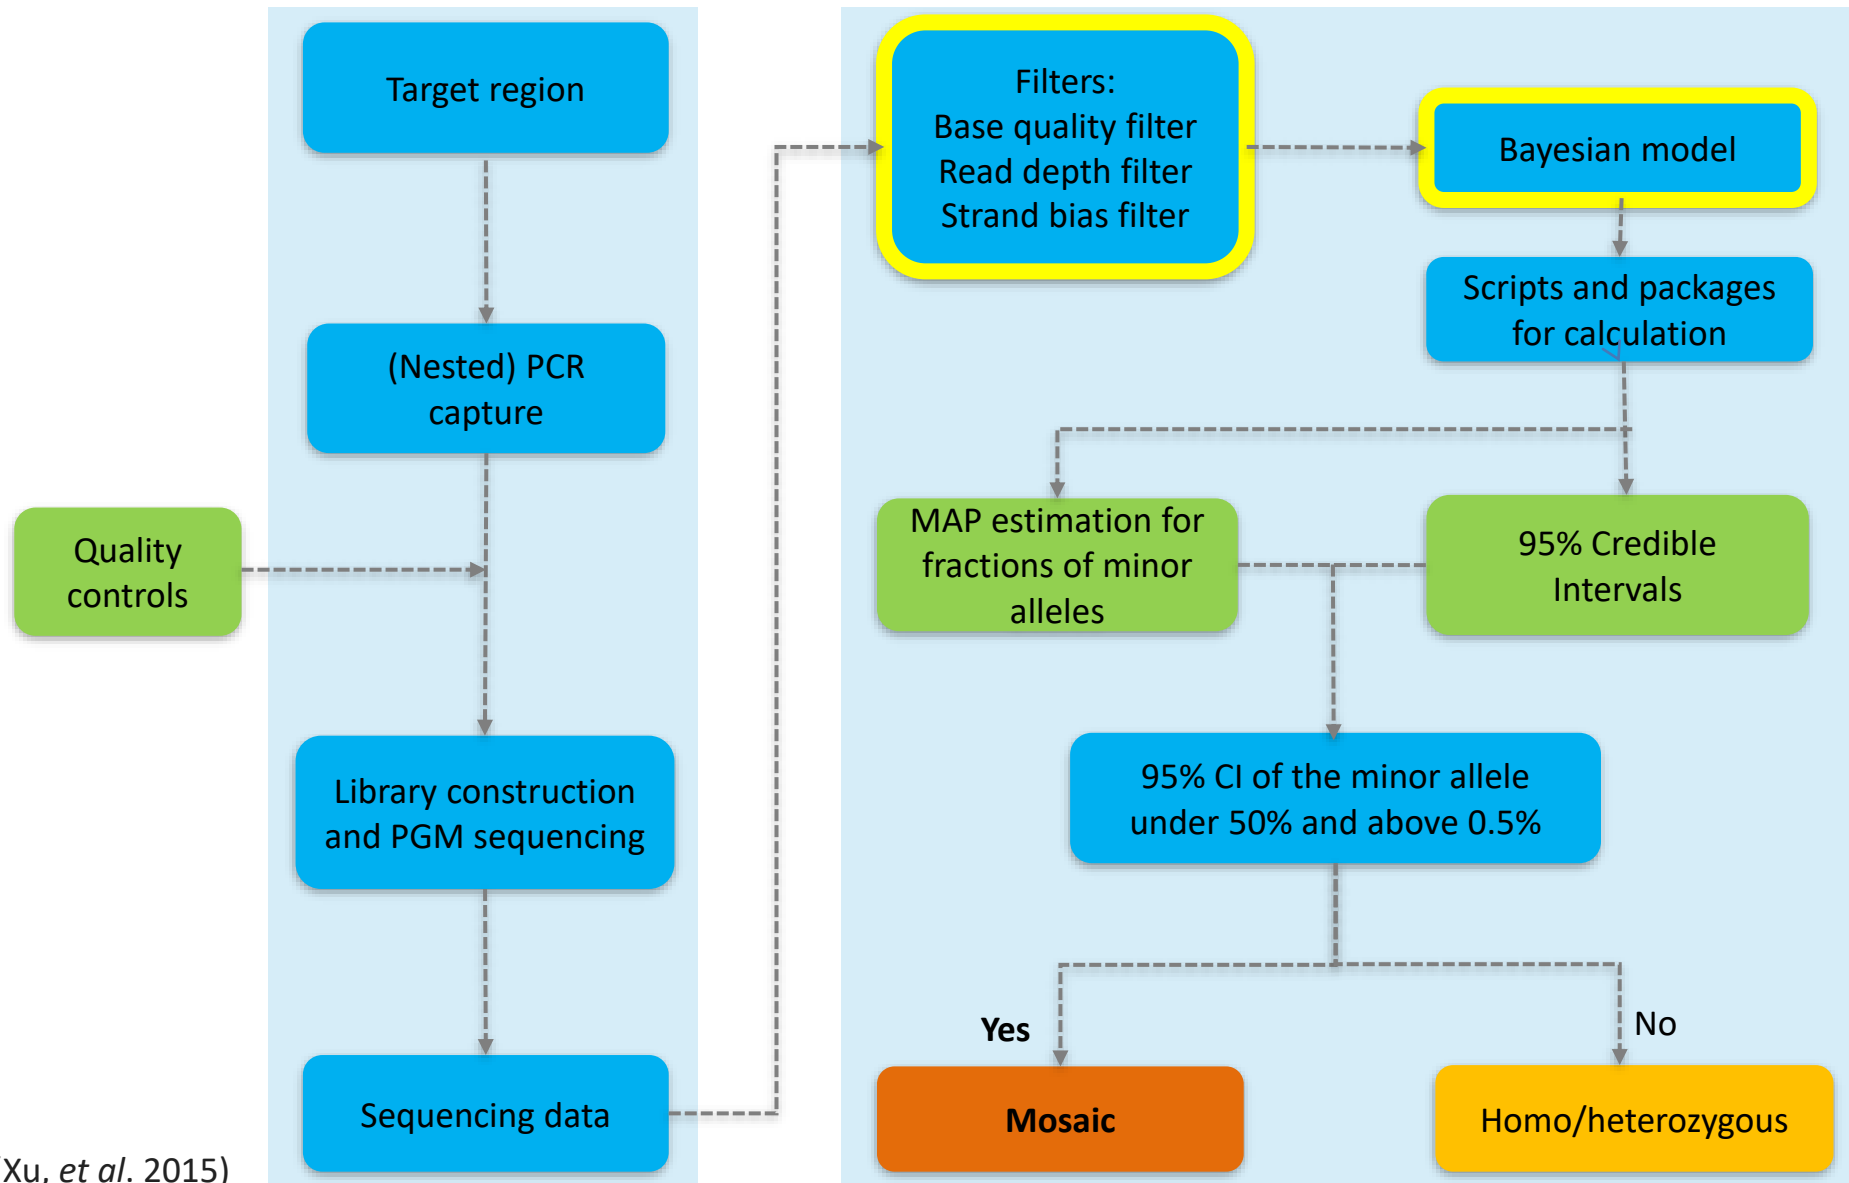 Target region
(Nested) PCR
capture
Quality
controls
Library construction
and PGM sequencing
Sequencing data
(Xu, et al. 2015)
Filters:
Base quality filter
Read depth filter
Strand bias filter
Bayesian model
Scripts and packages
for calculation
MAP estimation for
fractions of minor
alleles
95% Credible
Intervals
95% CI of the minor allele
under 50% and above 0.5%
Yes
No
Mosaic
Homo/heterozygous